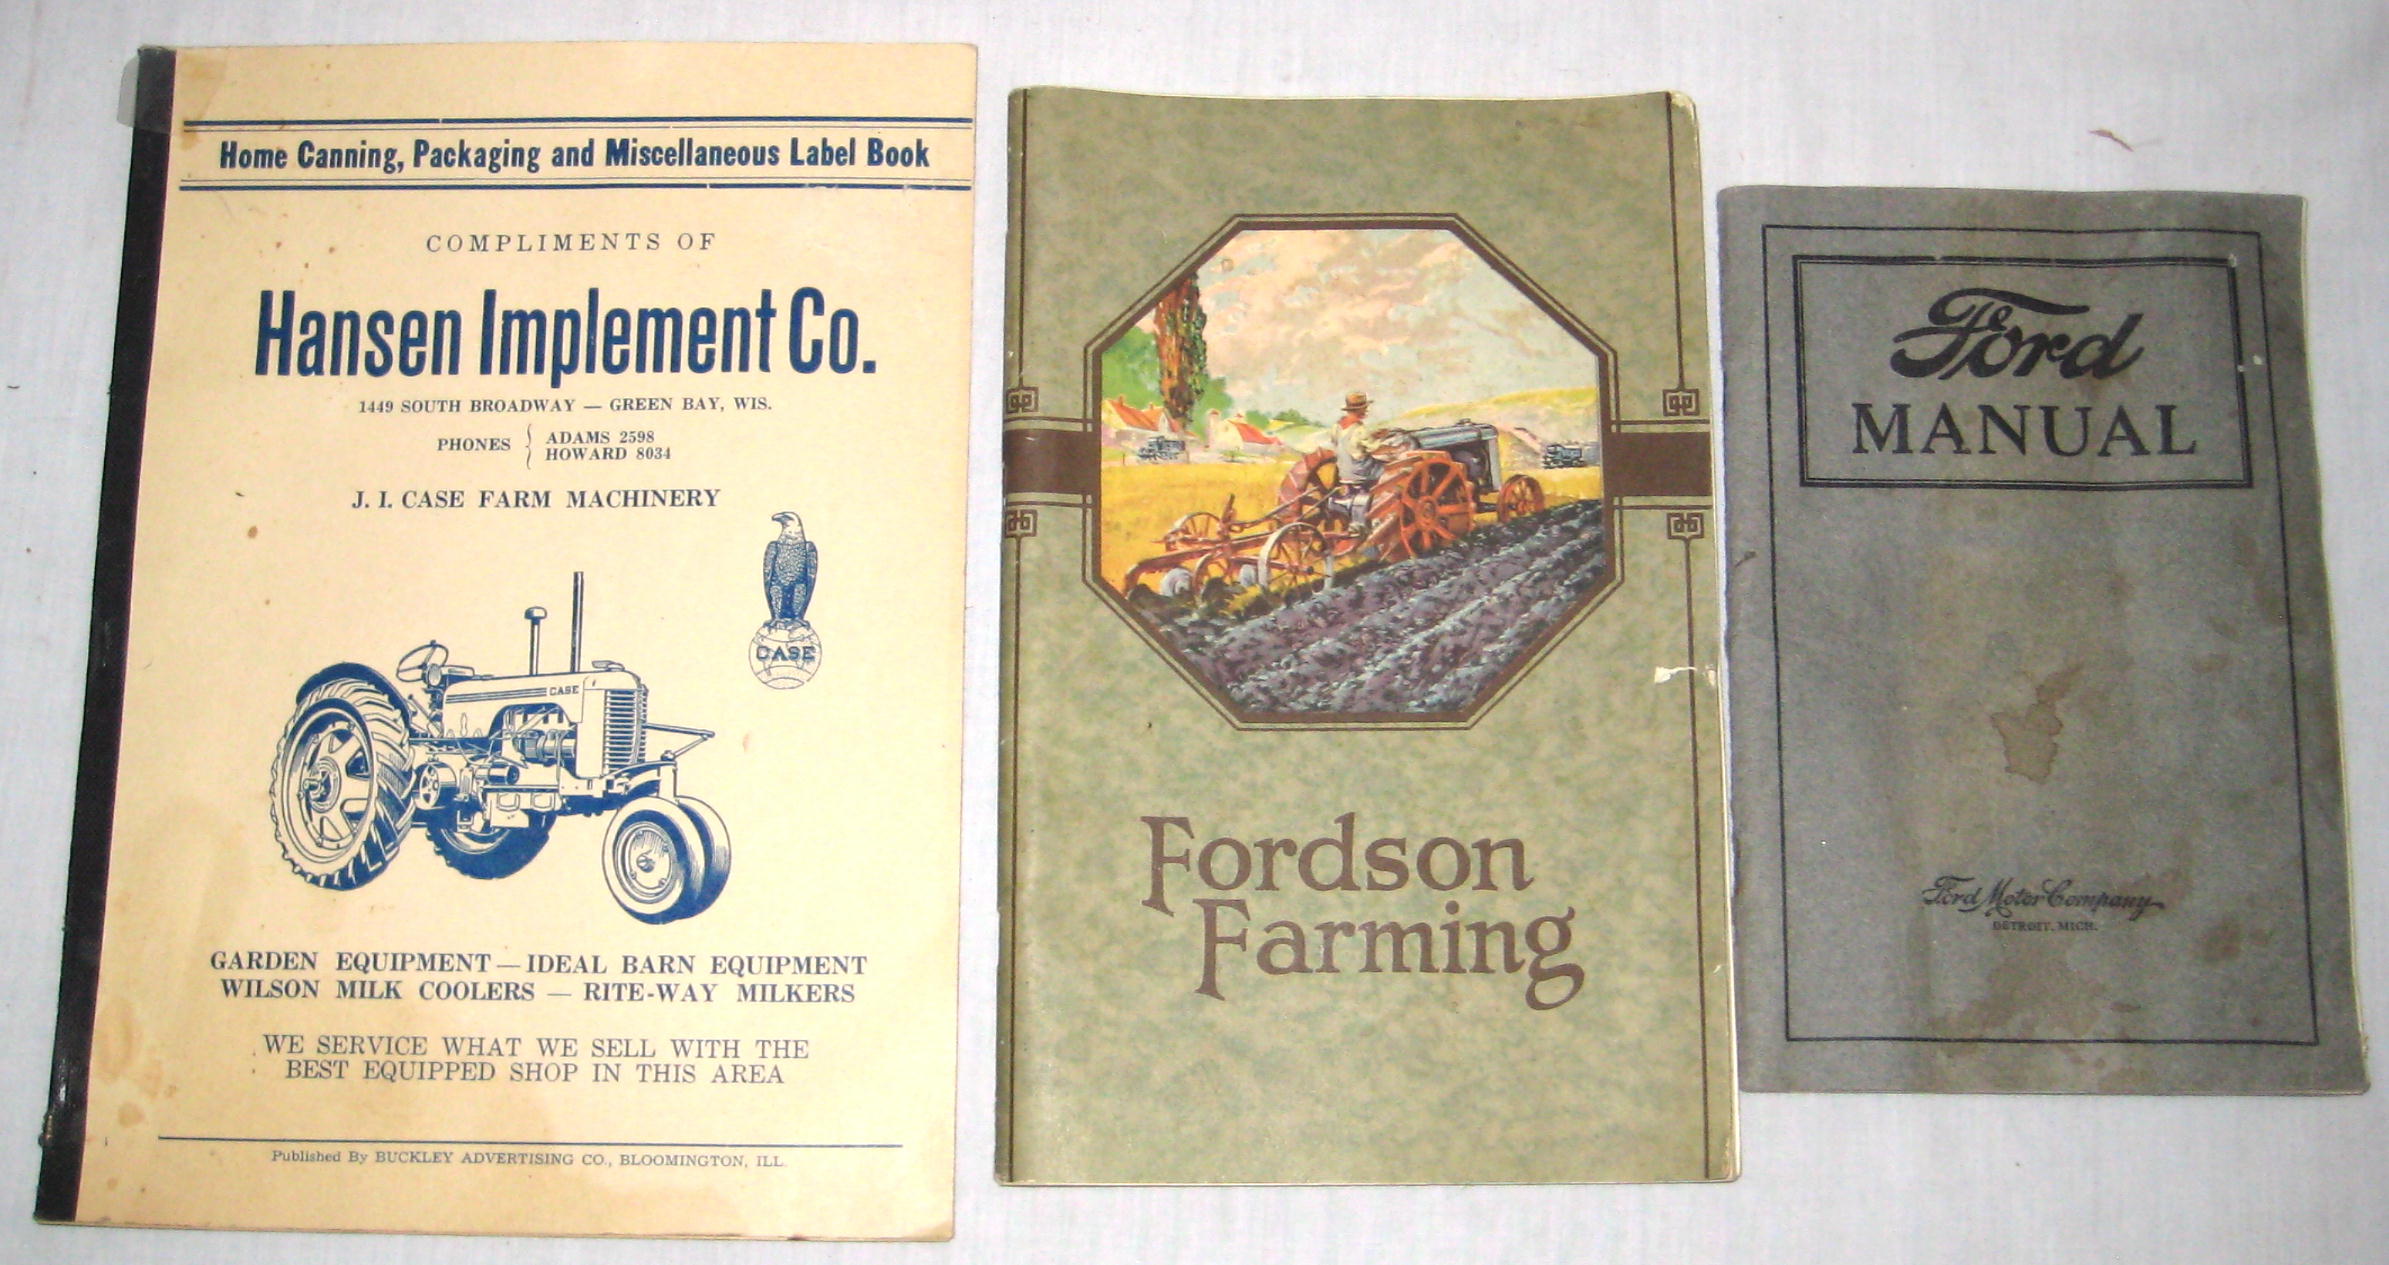 Home Canning, Packaging and Miscellaneous Label Book
COMPLIMENTS OF
Hansen Implement Co.
1449 SOUTH BROADWAY — GREEN BAY, WIS.
PHONES { ADAMS 2598
HOWARD 8034
J. I. CASE FARM MACHINERY
CASE
CASE
GARDEN EQUIPMENT — IDEAL BARN EQUIPMENT
WILSON MILK COOLERS — RITE-WAY MILKERS
WE SERVICE WHAT WE SELL WITH THE
BEST EQUIPPED SHOP IN THIS AREA
Published By BUCKLEY ADVERTISING CO., BLOOMINGTON, ILL.
Fordson
Farming
Ford
MANUAL
Ford Motor Company
DETROIT, MICH.